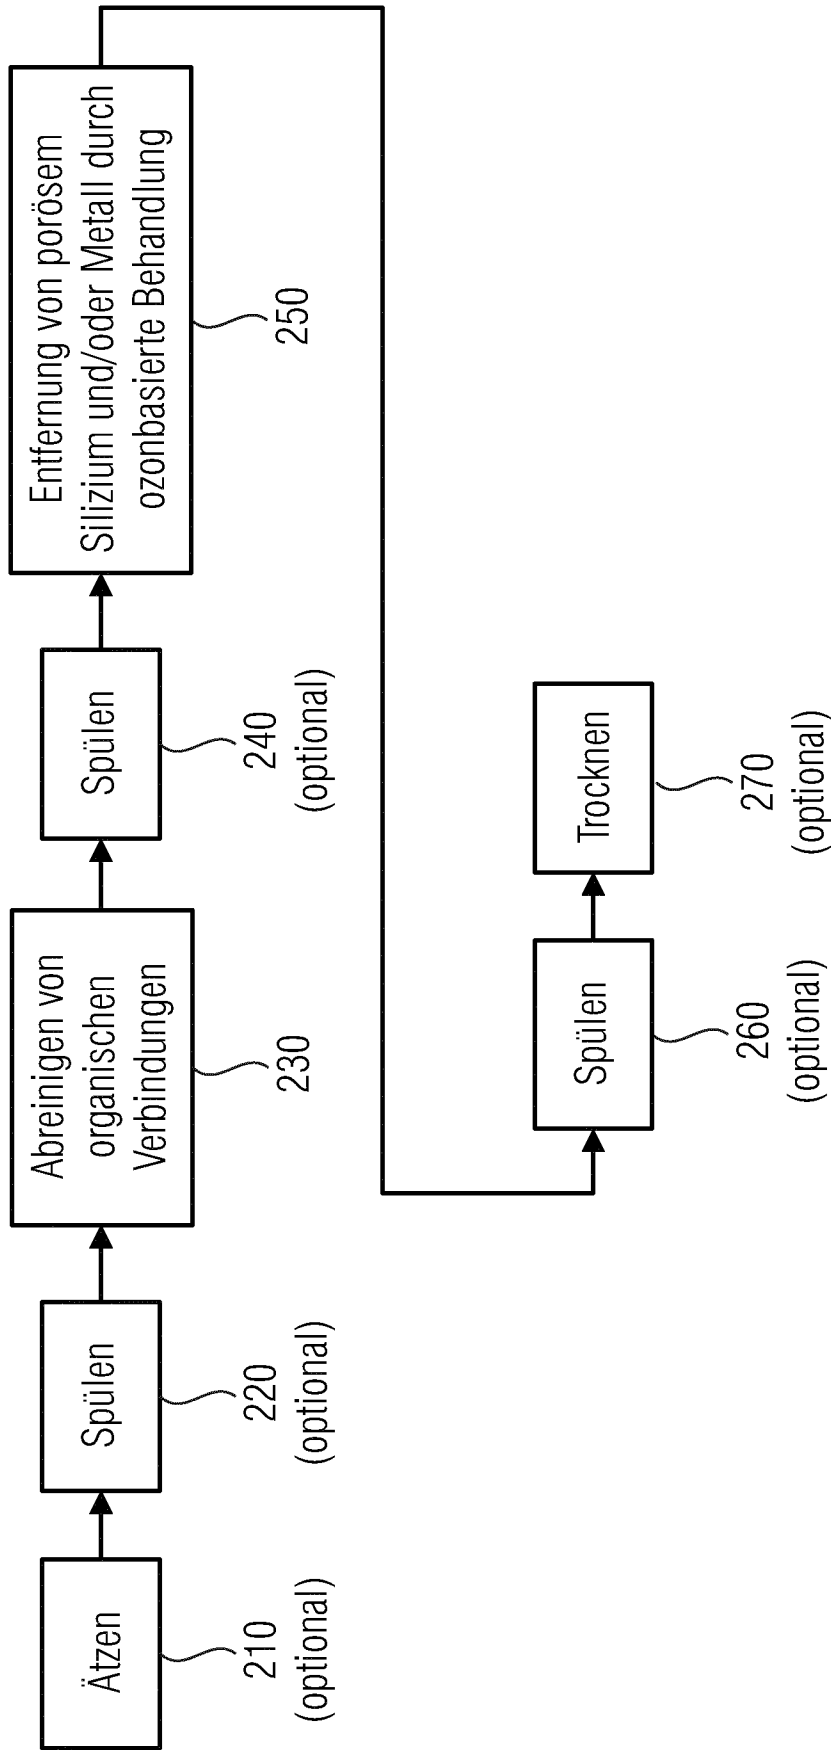 Ätzen
210
(optional)
Spülen
220
(optional)
Abreinigen von
organischen
Verbindungen
230
Spülen
240
(optional)
Entfernung von porösem
Silizium und/oder Metall durch
ozonbasierte Behandlung
250
Spülen
260
(optional)
Trocknen
270
(optional)